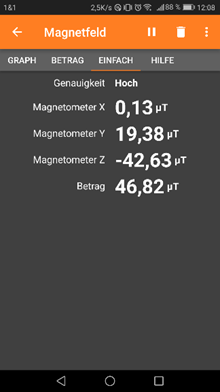 1&1 2,5K/s 88 % 12:08
Magnetfeld
GRAPH BETRAG EINFACH HILFE
Genauigkeit Hoch
Magnetometer X 0,13 µT
Magnetometer Y 19,38 µT
Magnetometer Z -42,63 µT
Betrag 46,82 µT